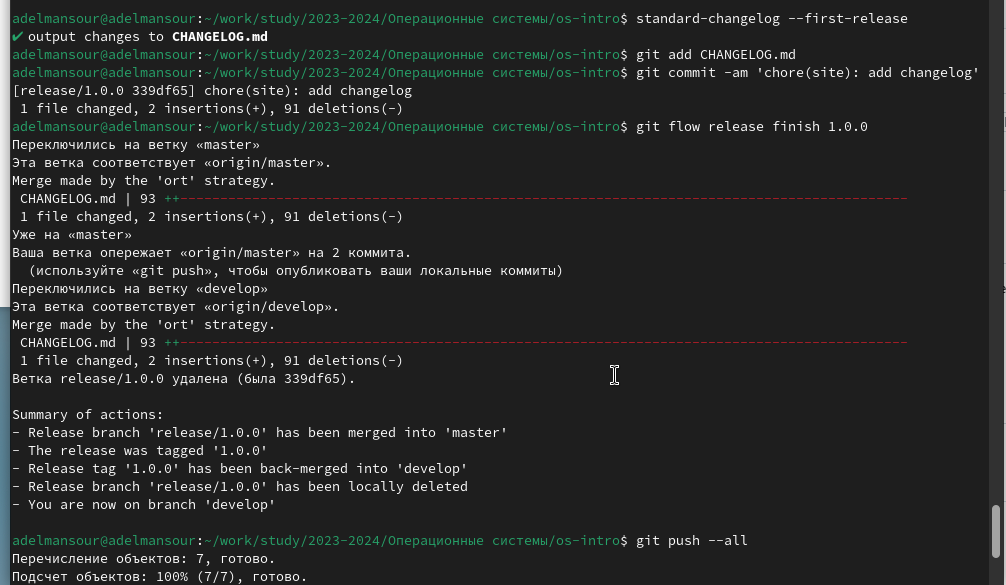 adelmansour@adelmansour:~/work/study/2023-2024/Операционные системы/os-intro$ standard-changelog --first-release
✔ output changes to CHANGELOG.md
adelmansour@adelmansour:~/work/study/2023-2024/Операционные системы/os-intro$ git add CHANGELOG.md
adelmansour@adelmansour:~/work/study/2023-2024/Операционные системы/os-intro$ git commit -am 'chore(site): add changelog'
[release/1.0.0 339df65] chore(site): add changelog
 1 file changed, 2 insertions(+), 91 deletions(-)
adelmansour@adelmansour:~/work/study/2023-2024/Операционные системы/os-intro$ git flow release finish 1.0.0
Переключились на ветку «master»
Эта ветка соответствует «origin/master».
Merge made by the 'ort' strategy.
 CHANGELOG.md | 93 ++-------------------------------------------------------------------------------------------
 1 file changed, 2 insertions(+), 91 deletions(-)
Уже на «master»
Ваша ветка опережает «origin/master» на 2 коммита.
  (используйте «git push», чтобы опубликовать ваши локальные коммиты)
Переключились на ветку «develop»
Эта ветка соответствует «origin/develop».
Merge made by the 'ort' strategy.
 CHANGELOG.md | 93 ++-------------------------------------------------------------------------------------------
 1 file changed, 2 insertions(+), 91 deletions(-)
Ветка release/1.0.0 удалена (была 339df65).
Summary of actions:
- Release branch 'release/1.0.0' has been merged into 'master'
- The release was tagged '1.0.0'
- Release tag '1.0.0' has been back-merged into 'develop'
- Release branch 'release/1.0.0' has been locally deleted
- You are now on branch 'develop'
adelmansour@adelmansour:~/work/study/2023-2024/Операционные системы/os-intro$ git push --all
Перечисление объектов: 7, готово.
Подсчет объектов: 100% (7/7), готово.